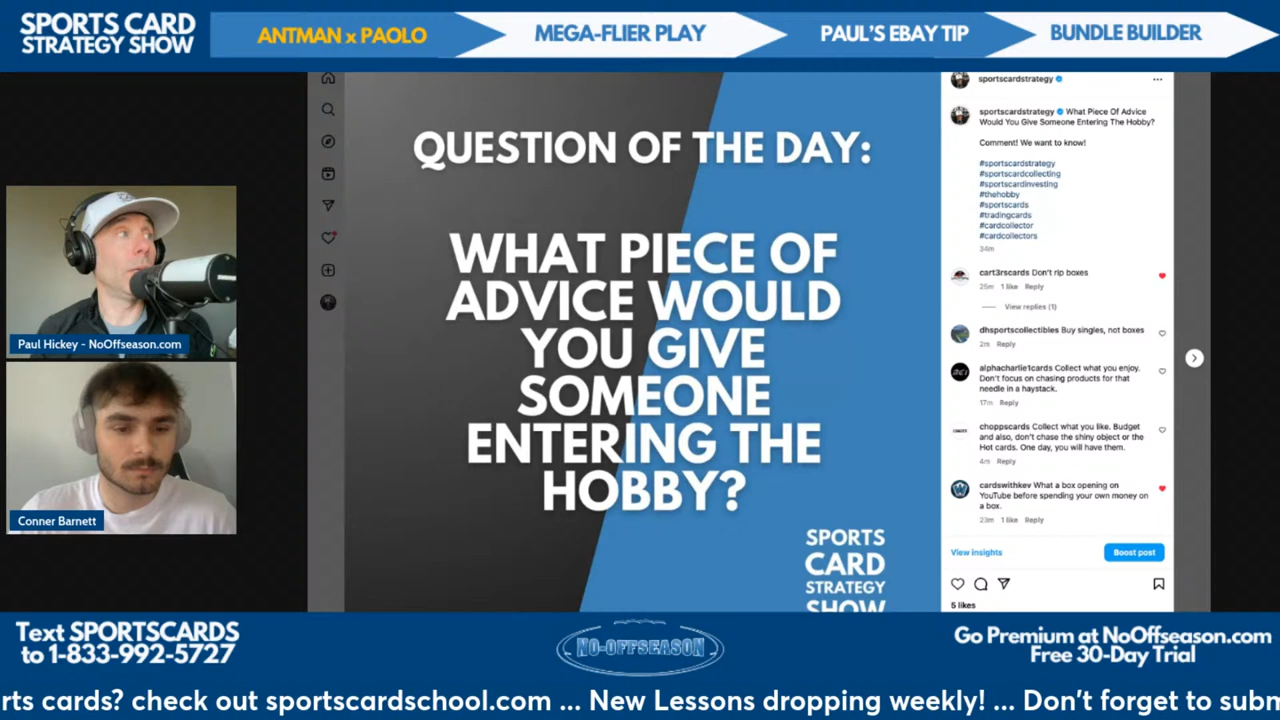 SPORTS CARD
STRATEGY SHOW
ANTMAN x PAOLO
MEGA-FLIER PLAY
PAUL'S EBAY TIP
BUNDLE BUILDER
Paul Hickey - NoOffseason.com
Conner Barnett
QUESTION OF THE DAY:
WHAT PIECE OF
ADVICE WOULD
YOU GIVE
SOMEONE
ENTERING THE
HOBBY?
SPORTS
CARD
STRATEGY
SHOW
sportscardstrategy
sportscardstrategy What Piece Of Advice
Would You Give Someone Entering The Hobby?
Comment! We want to know!
#sportscardstrategy
#sportscardcollecting
#sportscardinvesting
#thehobby
#sportscards
#tradingcards
#cardcollector
#cardcollectors
34m
cart3rscards Don't rip boxes
25m 1 like Reply
View replies (1)
dhsportscollectibles Buy singles, not boxes
2m Reply
alphacharlie1cards Collect what you enjoy.
Don't focus on chasing products for that
needle in a haystack.
17m Reply
choppscards Collect what you like. Budget
and also, don't chase the shiny object or the
Hot cards. One day, you will have them.
4m Reply
cardswithkev What a box opening on
YouTube before spending your own money on
a box.
23m 1 like Reply
View insights
Boost post
5 likes
Text SPORTSCARDS
to 1-833-992-5727
NO-OFFSEASON
Go Premium at NoOffseason.com
Free 30-Day Trial
rts cards? check out sportscardschool.com ... New Lessons dropping weekly! ... Don't forget to subm